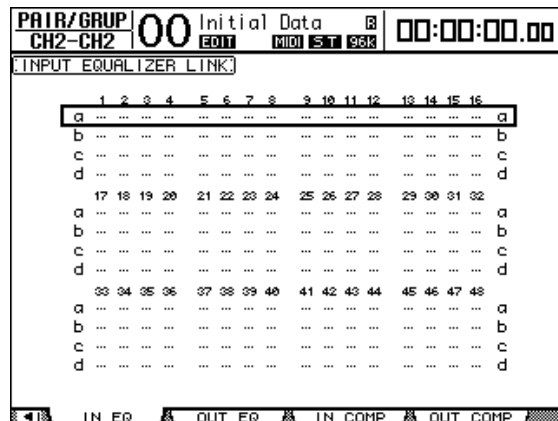 PAIR/GRUP 00 Initial Data R 00:00:00.00
CH2-CH2 EDIT MIDI ST 96K
INPUT EQUALIZER LINK
1 2 3 4 5 6 7 8 9 10 11 12 13 14 15 16
a a
b b
c c
d d
17 18 19 20 21 22 23 24 25 26 27 28 29 30 31 32
a a
b b
c c
d d
33 34 35 36 37 38 39 40 41 42 43 44 45 46 47 48
a a
b b
c c
d d
IN EQ OUT EQ IN COMP OUT COMP